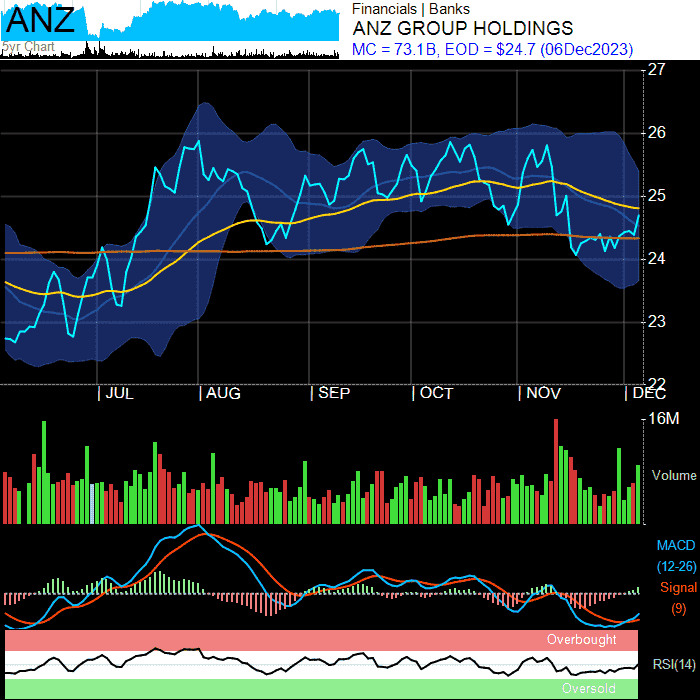 ANZ
5yr Chart
Financials | Banks
ANZ GROUP HOLDINGS
MC = 73.1B, EOD = $24.7 (06Dec2023)
27
26
25
24
23
22
| JUL | AUG | SEP | OCT | NOV | DEC
16M
Volume
MACD
(12-26)
Signal
(9)
Overbought
RSI(14)
Oversold